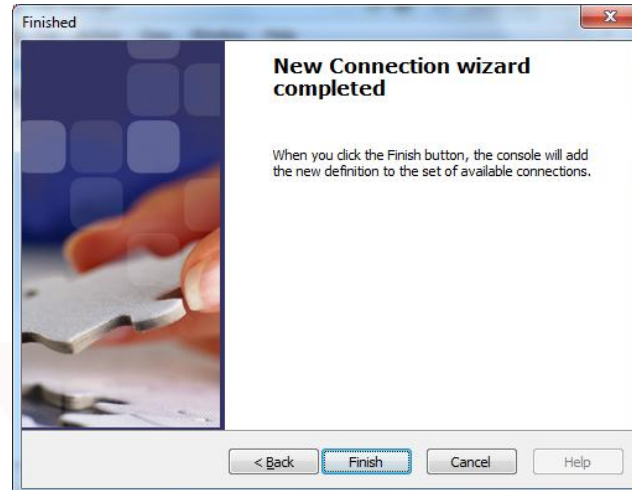 Finished
New Connection wizard
completed
When you click the Finish button, the console will add
the new definition to the set of available connections.
< Back
Finish
Cancel
Help